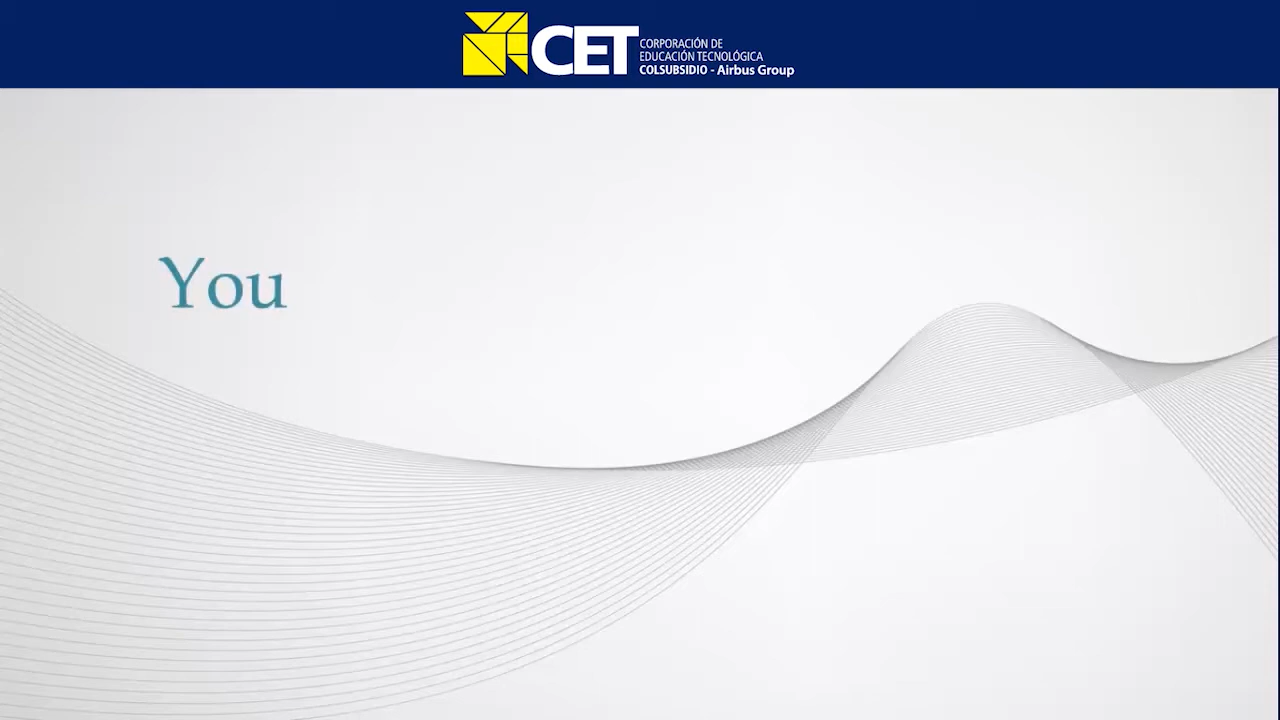 CET
CORPORACIÓN DE
EDUCACIÓN TECNOLÓGICA
COLSUBSIDIO - Airbus Group
You